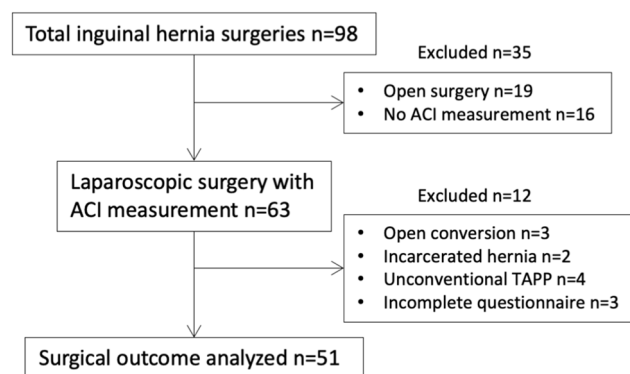 Total inguinal hernia surgeries n=98
Excluded n=35
• Open surgery n=19
• No ACI measurement n=16
Laparoscopic surgery with
ACI measurement n=63
Excluded n=12
• Open conversion n=3
• Incarcerated hernia n=2
• Unconventional TAPP n=4
• Incomplete questionnaire n=3
Surgical outcome analyzed n=51